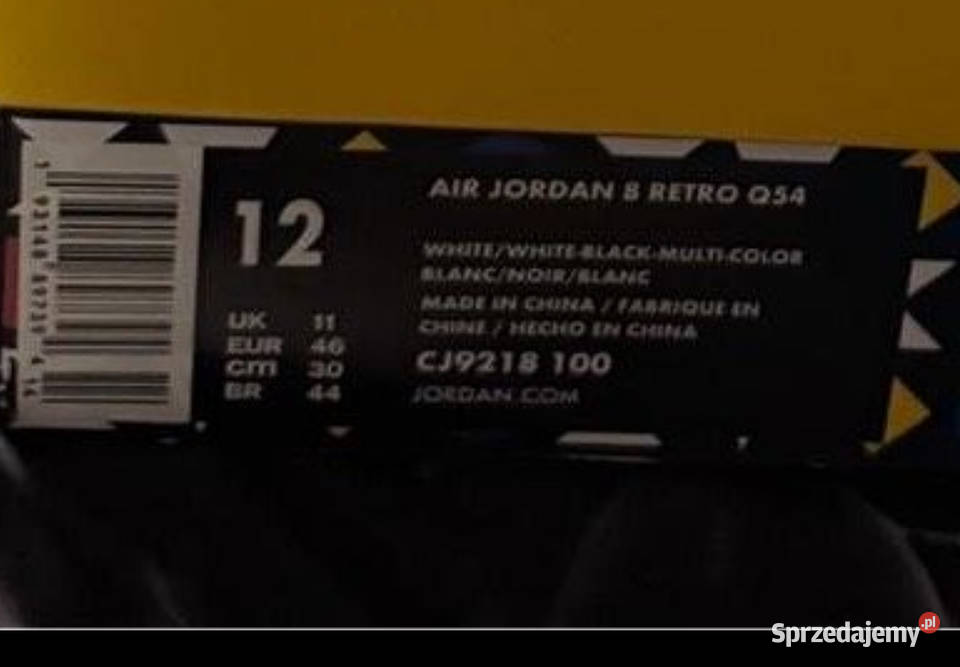 AIR JORDAN 8 RETRO Q54
12
WHITE/WHITE-BLACK-MULTI-COLOR
BLANC/NOIR/BLANC
MADE IN CHINA / FABRIQUE EN
CHINE / HECHO EN CHINA
UK 11
EUR 46
cm 30
BR 44
CJ9218 100
JORDAN.COM
Sprzedajemy.pl